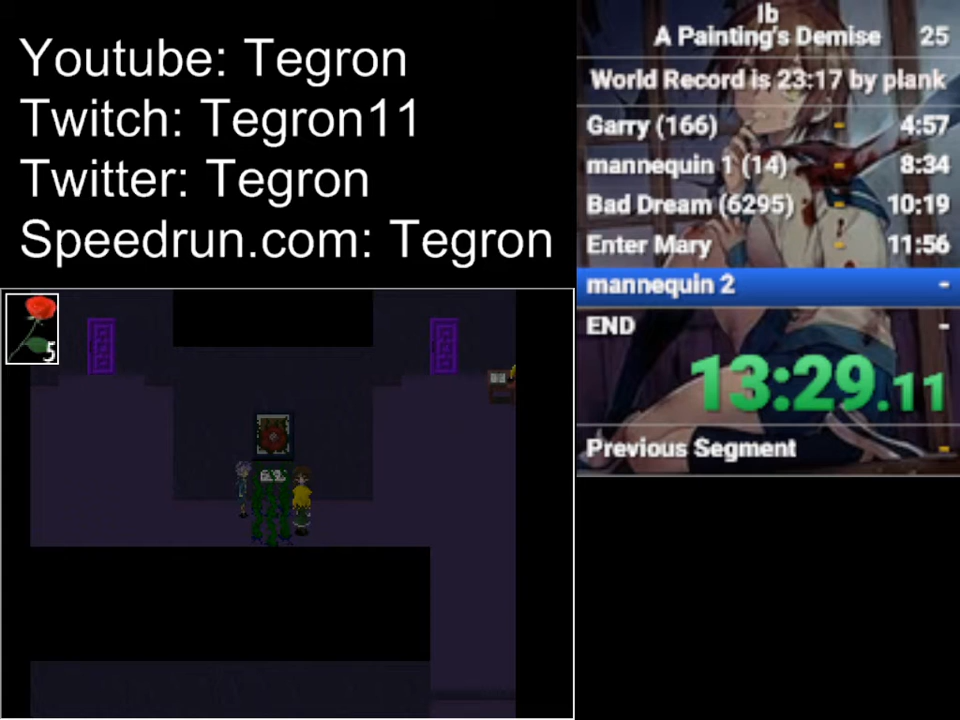 Youtube: Tegron
Twitch: Tegron11
Twitter: Tegron
Speedrun.com: Tegron
Ib
A Painting's Demise 25
World Record is 23:17 by plank
Garry (166) - 4:57
mannequin 1 (14) - 8:34
Bad Dream (6295) - 10:19
Enter Mary - 11:56
mannequin 2 -
END -
13:29.11
Previous Segment -
5